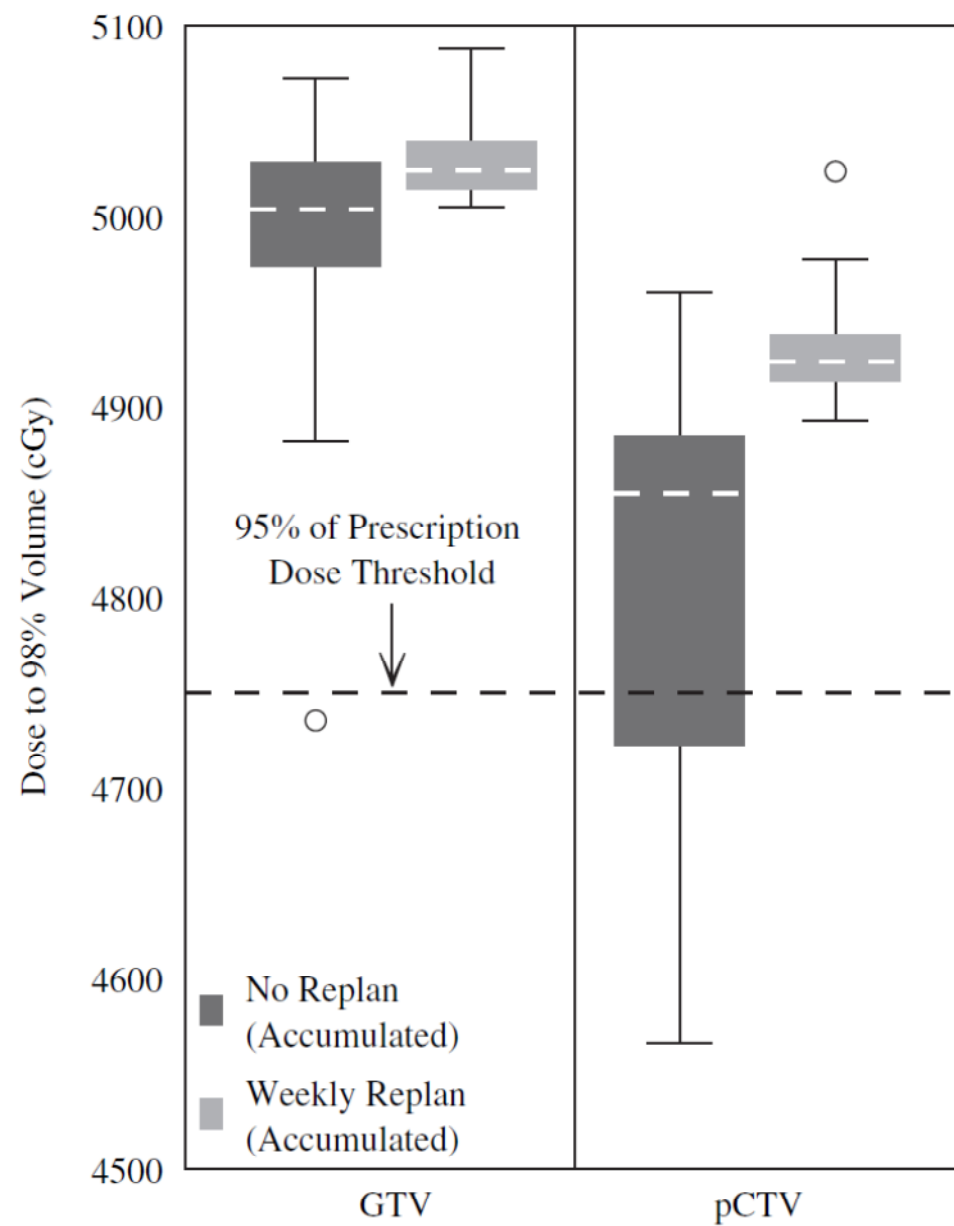 5100
5000
4900
4800
4700
4600
4500
Dose to 98% Volume (cGy)
95% of Prescription
Dose Threshold
No Replan
(Accumulated)
Weekly Replan
(Accumulated)
GTV
pCTV